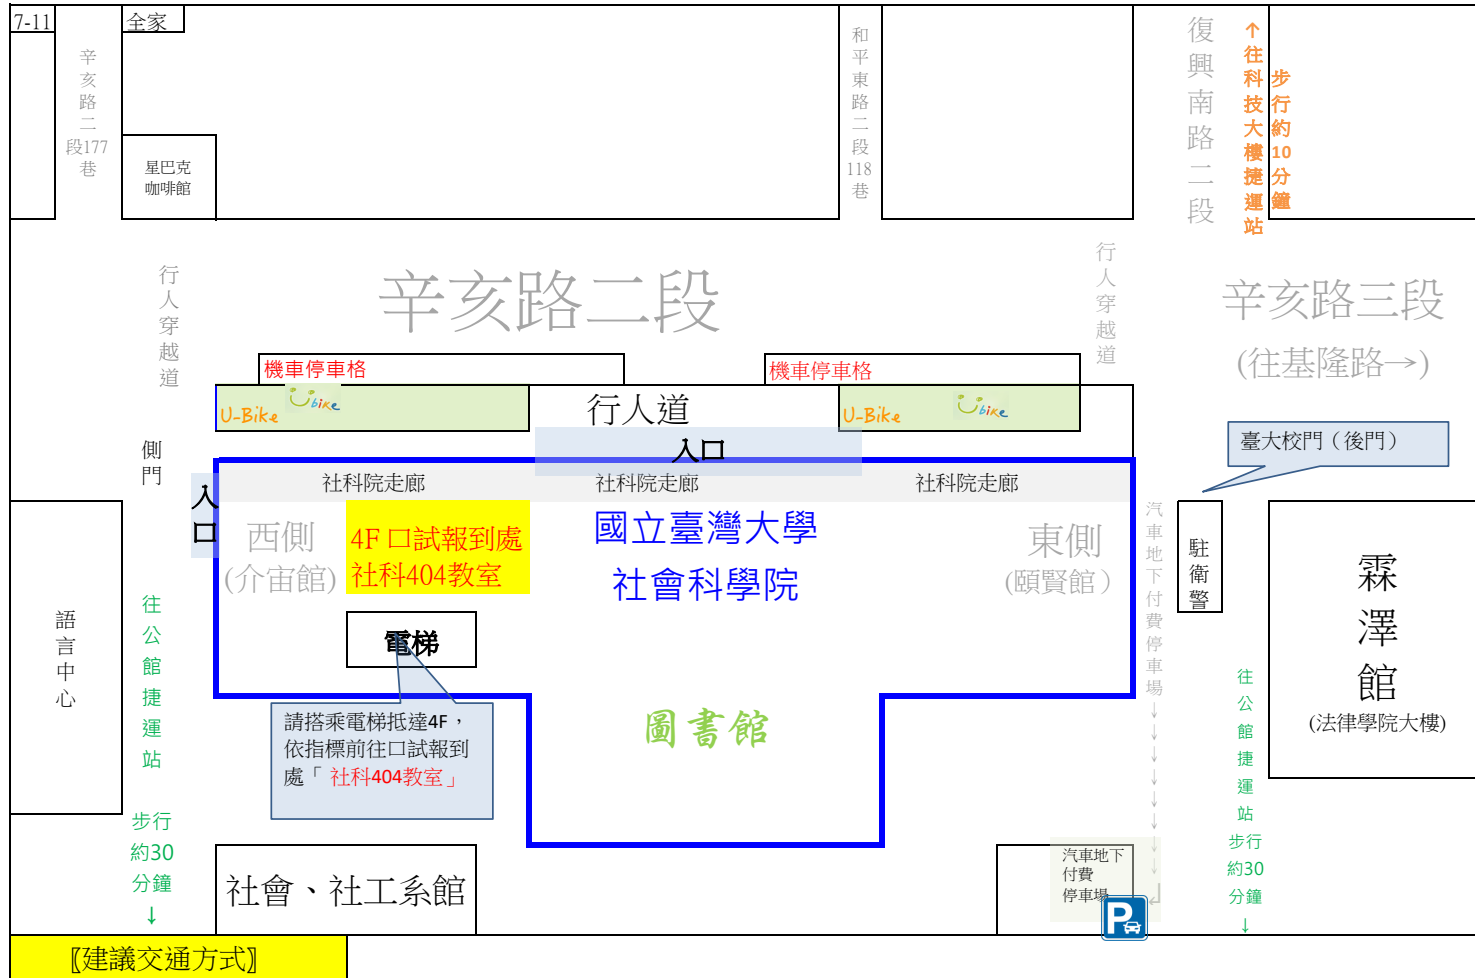 7-11
全家
辛亥路二段177巷
星巴克
咖啡館
和平東路二段118巷
復興南路二段
↑往科技大樓捷運站
步行約10分鐘
行人穿越道
辛亥路二段
行人穿越道
辛亥路三段
(往基隆路→)
機車停車格
機車停車格
U-Bike
Ubike
行人道
U-Bike
Ubike
入口
臺大校門（後門）
側門
入口
社科院走廊
社科院走廊
社科院走廊
西側
(介宙館)
4F 口試報到處
社科404教室
國立臺灣大學
社會科學院
東側
(頤賢館）
汽車地下付費停車場↓↓↓↓↓↓↓↓
駐衛警
霖澤館
(法律學院大樓)
語言中心
往公館捷運站
步行
約30
分鐘
↓
電梯
請搭乘電梯抵達4F，
依指標前往口試報到
處「 社科404教室」
圖書館
往公館捷運站
步行
約30
分鐘
↓
社會、社工系館
汽車地下
付費
停車場
P
〖建議交通方式〗